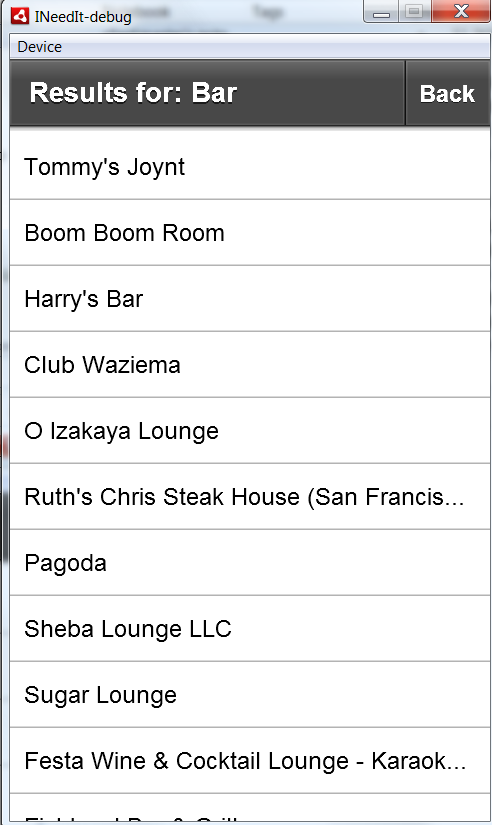 INeedIt-debug
Device
Results for: Bar
Back
Tommy's Joynt
Boom Boom Room
Harry's Bar
Club Waziema
O Izakaya Lounge
Ruth's Chris Steak House (San Francis...
Pagoda
Sheba Lounge LLC
Sugar Lounge
Festa Wine & Cocktail Lounge - Karaok...